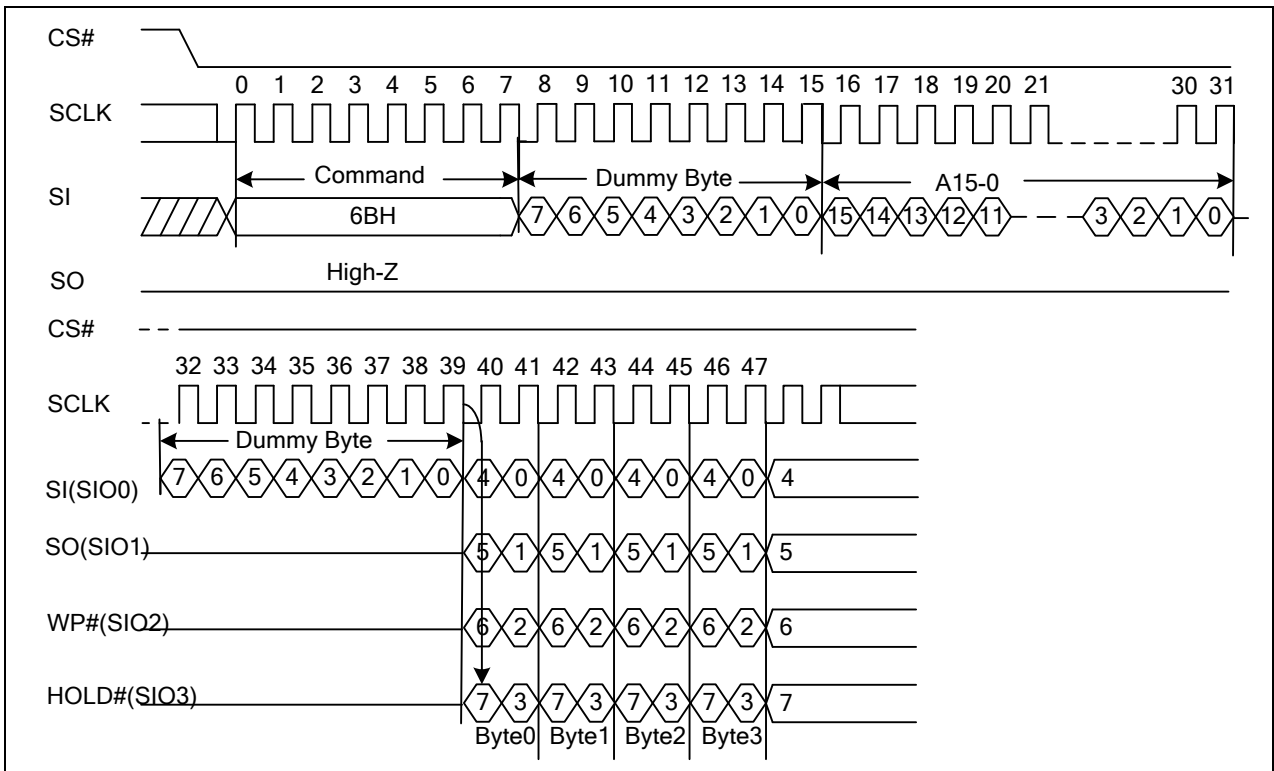 CS#
0 1 2 3 4 5 6 7 8 9 10 11 12 13 14 15 16 17 18 19 20 21 30 31
SCLK
Command Dummy Byte A15-0
SI
6BH 7 6 5 4 3 2 1 0 15 14 13 12 11 3 2 1 0
High-Z
SO
CS#
32 33 34 35 36 37 38 39 40 41 42 43 44 45 46 47
SCLK
Dummy Byte
SI(SIO0) 7 6 5 4 3 2 1 0 4 0 4 0 4 0 4 0 4
SO(SIO1) 5 1 5 1 5 1 5 1 5
WP#(SIO2) 6 2 6 2 6 2 6 2 6
HOLD#(SIO3) 7 3 7 3 7 3 7 3 7
Byte0 Byte1 Byte2 Byte3